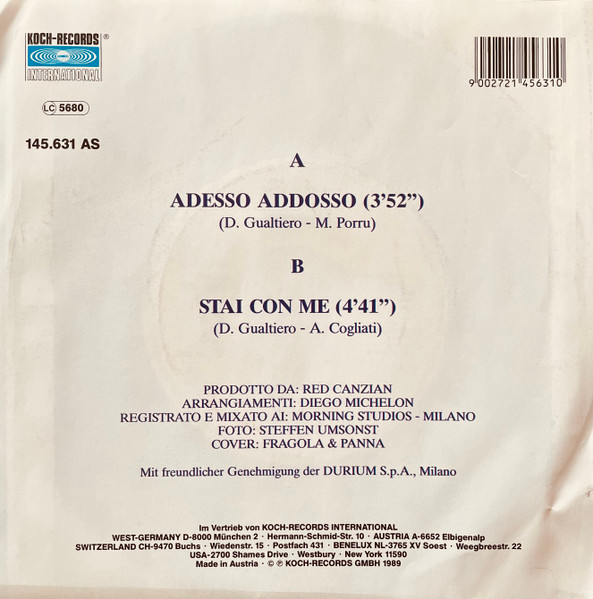 KOCH-RECORDS ®
INTERNATIONAL
LC 5680
145.631 AS
9 002721 456310
A
ADESSO ADDOSSO (3’52”)
(D. Gualtiero - M. Porru)
B
STAI CON ME (4’41”)
(D. Gualtiero - A. Cogliati)
PRODOTTO DA: RED CANZIAN
ARRANGIAMENTI: DIEGO MICHELON
REGISTRATO E MIXATO AI: MORNING STUDIOS - MILANO
FOTO: STEFFEN UMSONST
COVER: FRAGOLA & PANNA
Mit freundlicher Genehmigung der DURIUM S.p.A., Milano
Im Vertrieb von KOCH-RECORDS INTERNATIONAL
WEST-GERMANY D-8000 München 2 · Hermann-Schmid-Str. 10 · AUSTRIA A-6652 Elbigenalp
SWITZERLAND CH-9470 Buchs · Wiedenstr. 15 · Postfach 431 · BENELUX NL-3765 XV Soest · Weegbreestr. 22
USA-2700 Shames Drive · Westbury · New York 11590
Made in Austria · © ℗ KOCH-RECORDS GMBH 1989